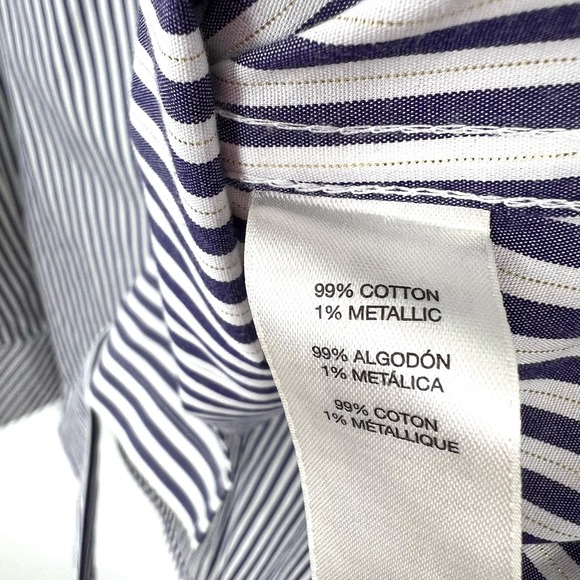 99% COTTON
1% METALLIC
99% ALGODÓN
1% METÁLICA
99% COTON
1% MÉTALLIQUE